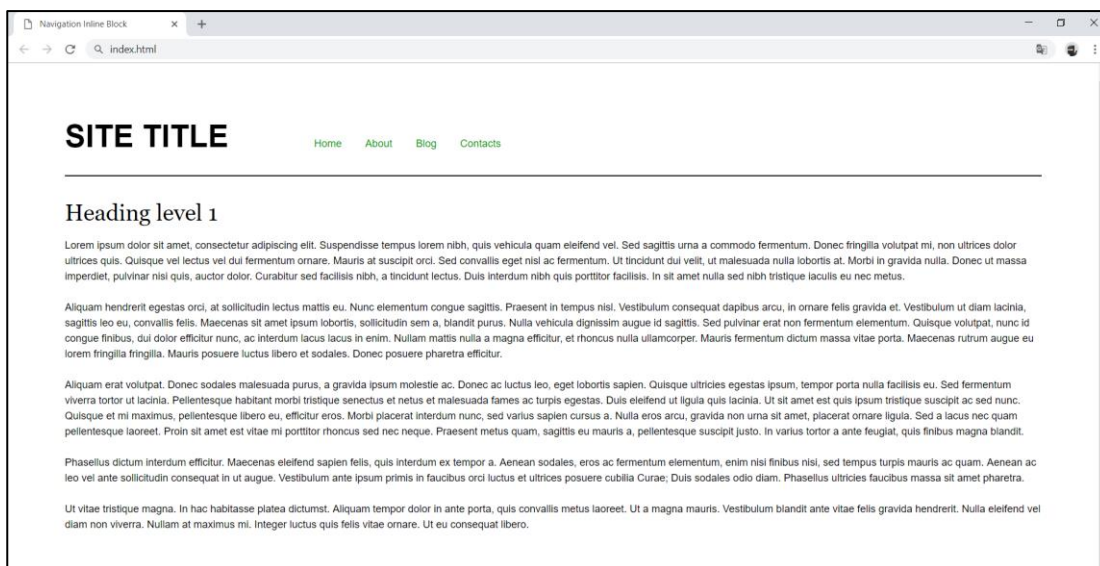 Navigation Inline Block
index.html
SITE TITLE
Home About Blog Contacts
Heading level 1
Lorem ipsum dolor sit amet, consectetur adipiscing elit. Suspendisse tempus lorem nibh, quis vehicula quam eleifend vel. Sed sagittis urna a commodo fermentum. Donec fringilla volutpat mi, non ultrices dolor
ultrices quis. Quisque vel lectus vel dui fermentum ornare. Mauris at suscipit orci. Sed convallis eget nisl ac fermentum. Ut tincidunt dui velit, ut malesuada nulla lobortis at. Morbi in gravida nulla. Donec ut massa
imperdiet, pulvinar nisi quis, auctor dolor. Curabitur sed facilisis nibh, a tincidunt lectus. Duis interdum nibh quis porttitor facilisis. In sit amet nulla sed nibh tristique iaculis eu nec metus.
Aliquam hendrerit egestas orci, at sollicitudin lectus mattis eu. Nunc elementum congue sagittis. Praesent in tempus nisl. Vestibulum consequat dapibus arcu, in ornare felis gravida et. Vestibulum ut diam lacinia,
sagittis leo eu, convallis felis. Maecenas sit amet ipsum lobortis, sollicitudin sem a, blandit purus. Nulla vehicula dignissim augue id sagittis. Sed pulvinar erat non fermentum elementum. Quisque volutpat, nunc id
congue finibus, dui dolor efficitur nunc, ac interdum lacus lacus in enim. Nullam mattis nulla a magna efficitur, et rhoncus nulla ullamcorper. Mauris fermentum dictum massa vitae porta. Maecenas rutrum augue eu
lorem fringilla fringilla. Mauris posuere luctus libero et sodales. Donec posuere pharetra efficitur.
Aliquam erat volutpat. Donec sodales malesuada purus, a gravida ipsum molestie ac. Donec ac luctus leo, eget lobortis sapien. Quisque ultricies egestas ipsum, tempor porta nulla facilisis eu. Sed fermentum
viverra tortor ut lacinia. Pellentesque habitant morbi tristique senectus et netus et malesuada fames ac turpis egestas. Duis eleifend ut ligula quis lacinia. Ut sit amet est quis ipsum tristique suscipit ac sed nunc.
Quisque et mi maximus, pellentesque libero eu, efficitur eros. Morbi placerat interdum nunc, sed varius sapien cursus a. Nulla eros arcu, gravida non urna sit amet, placerat ornare ligula. Sed a lacus nec quam
pellentesque laoreet. Proin sit amet est vitae mi porttitor rhoncus sed nec neque. Praesent metus quam, sagittis eu mauris a, pellentesque suscipit justo. In varius tortor a ante feugiat, quis finibus magna blandit.
Phasellus dictum interdum efficitur. Maecenas eleifend sapien felis, quis interdum ex tempor a. Aenean sodales, eros ac fermentum elementum, enim nisi finibus nisi, sed tempus turpis mauris ac quam. Aenean ac
leo vel ante sollicitudin consequat in ut augue. Vestibulum ante ipsum primis in faucibus orci luctus et ultrices posuere cubilia Curae; Duis sodales odio diam. Phasellus ultricies faucibus massa sit amet pharetra.
Ut vitae tristique magna. In hac habitasse platea dictumst. Aliquam tempor dolor in ante porta, quis convallis metus laoreet. Ut a magna mauris. Vestibulum blandit ante vitae felis gravida hendrerit. Nulla eleifend vel
diam non viverra. Nullam at maximus mi. Integer luctus quis felis vitae ornare. Ut eu consequat libero.